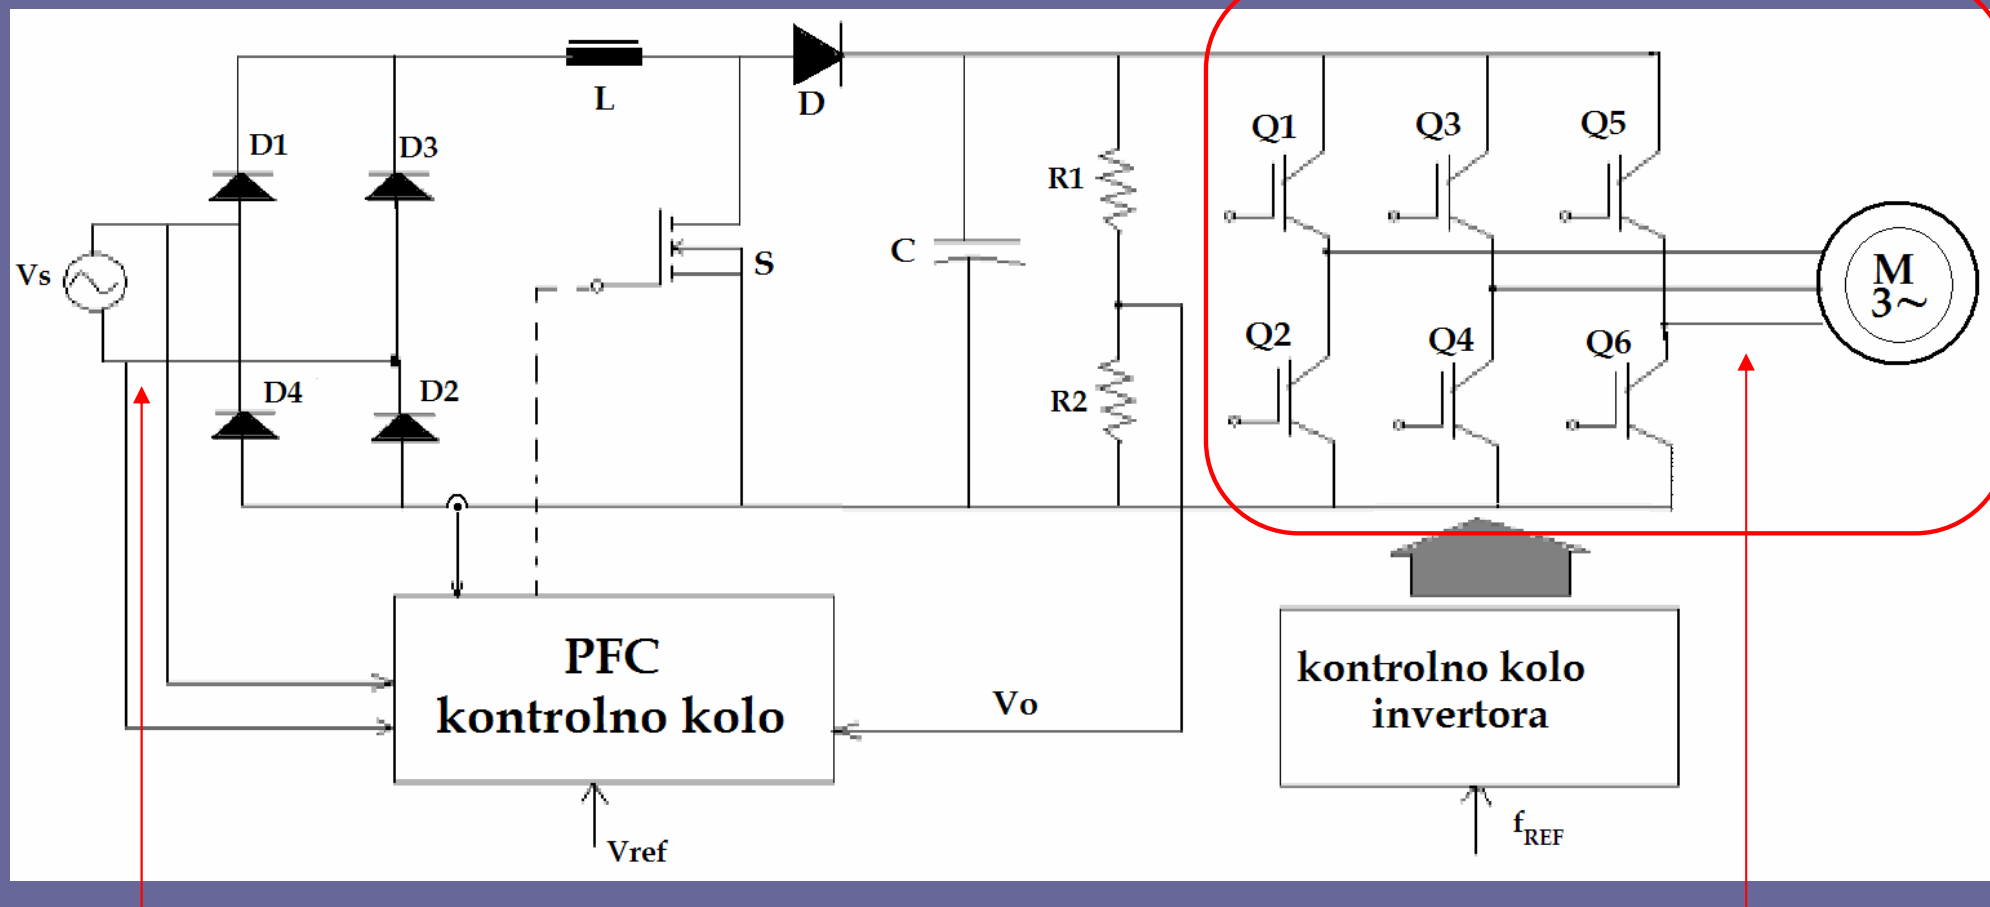 L
D
D1
D3
Q1
Q3
Q5
R1
Vs
S
C
M
3~
Q2
Q4
Q6
D4
D2
R2
PFC
kontrolno kolo
Vo
kontrolno kolo
invertora
Vref
fREF